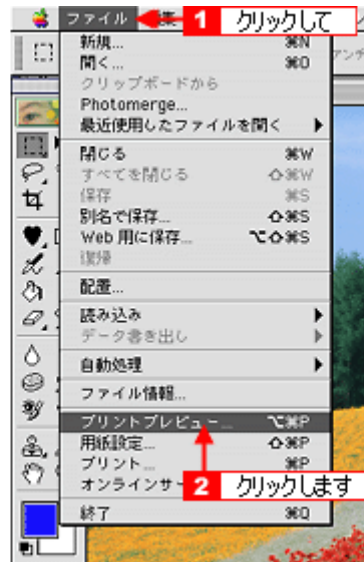 ファイル 1 クリックして
新規... ⌘N
開く... ⌘O
クリップボードから
Photomerge...
最近使用したファイルを開く
閉じる ⌘W
すべてを閉じる ⇧⌘W
保存 ⌘S
別名で保存... ⇧⌘S
Web 用に保存... ⌥⇧⌘S
復帰
配置...
読み込み
データ書き出し
自動処理
ファイル情報...
プリントプレビュー... ⌥⌘P
用紙設定... ⇧⌘P
プリント... ⌘P
オンラインサー 2 クリックします
終了 ⌘Q